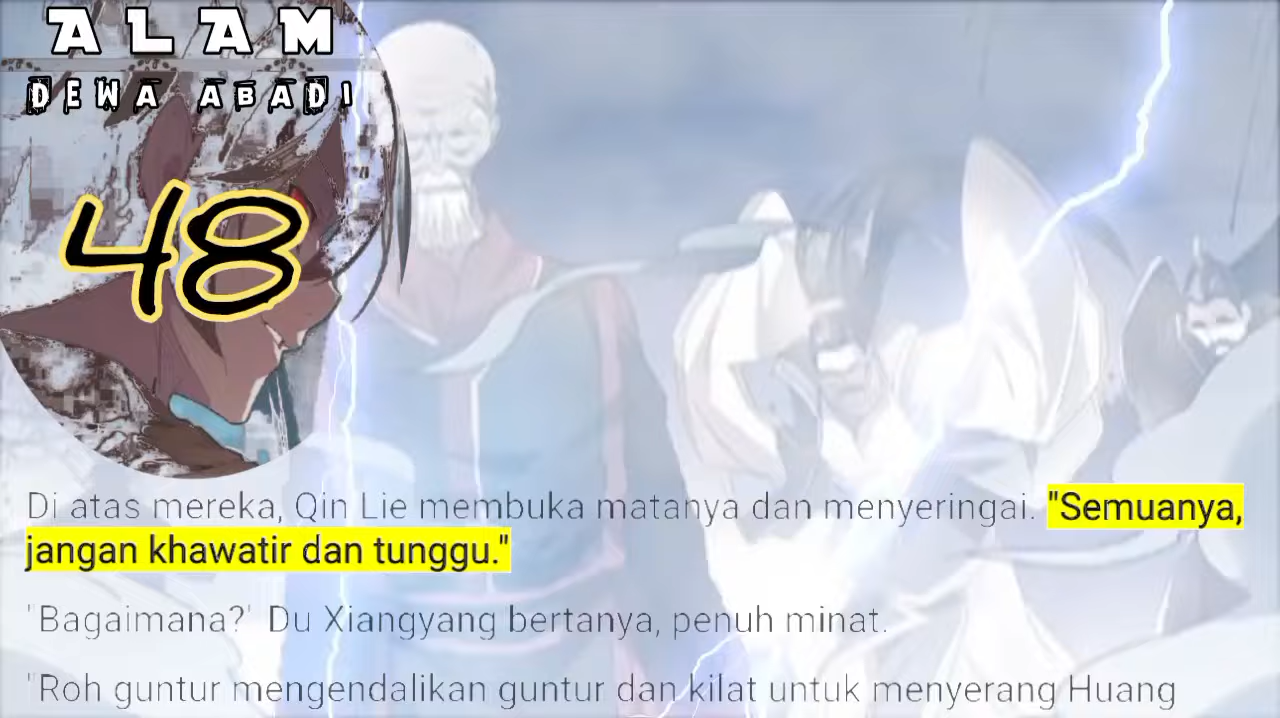 ALAM
DEWA ABADI
48
Di atas mereka, Qin Lie membuka matanya dan menyeringai. "Semuanya,
jangan khawatir dan tunggu."
"Bagaimana?" Du Xiangyang bertanya, penuh minat.
"Roh guntur mengendalikan guntur dan kilat untuk menyerang Huang